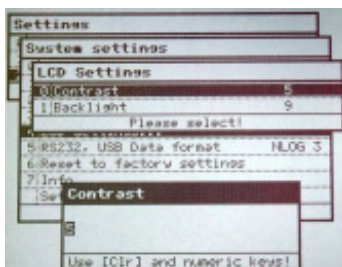 Settings
System settings
LCD Settings
0 Contrast 5
1 Backlight 9
Please select!
5 RS232, USB Data format NLOG 3
6 Reset to factory settings
7 Info
Se
Contrast
5
Use [Clr] and numeric keys!